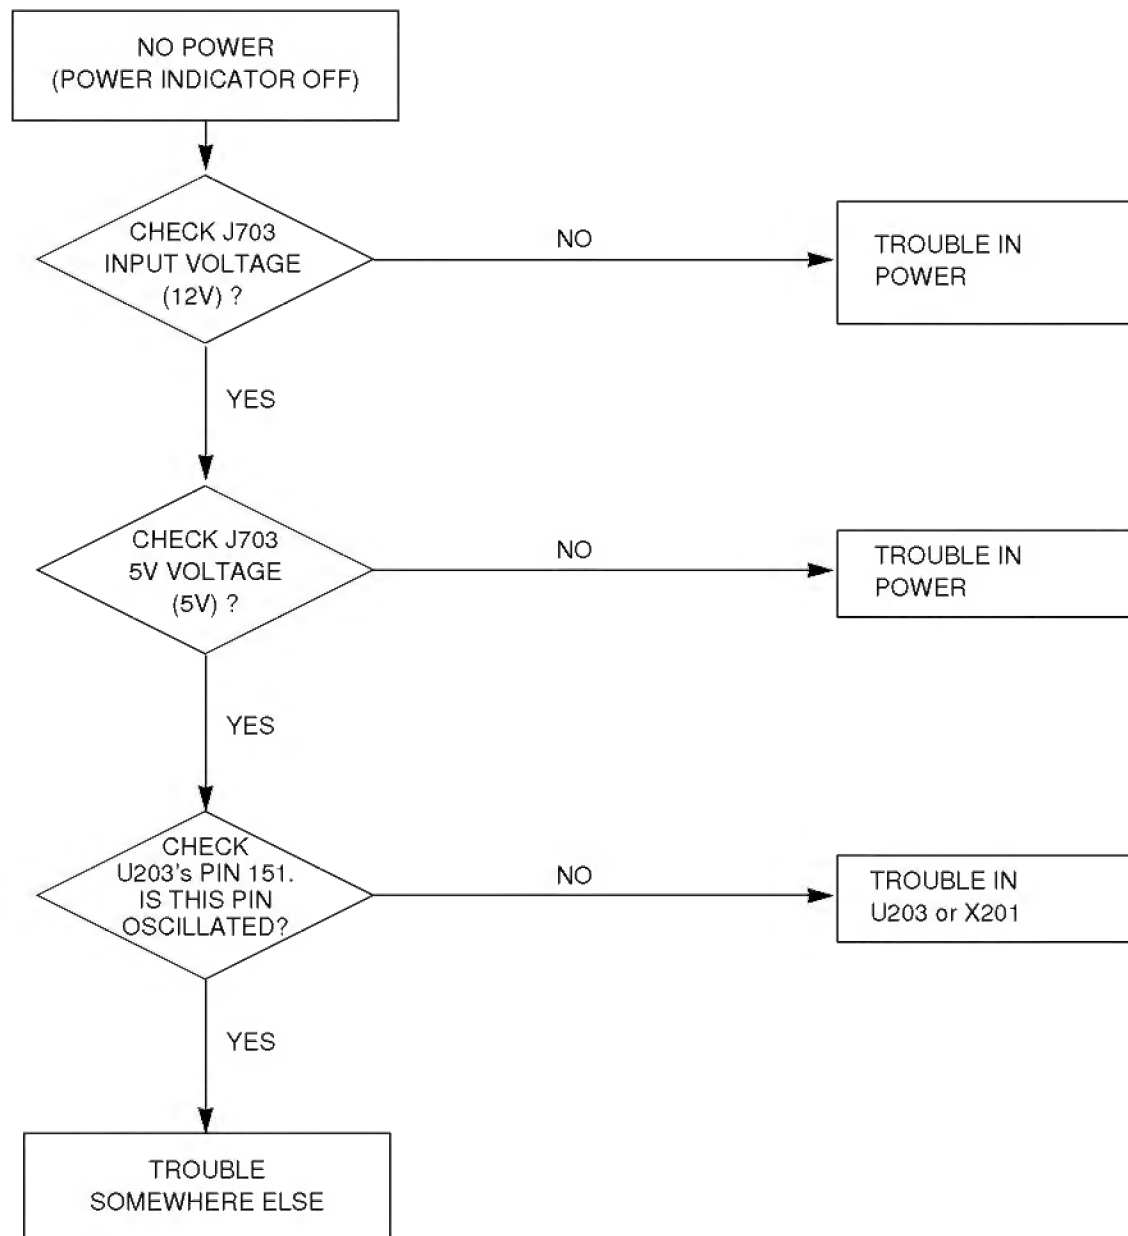 NO POWER
(POWER INDICATOR OFF)
CHECK J703
INPUT VOLTAGE
(12V) ?
NO
TROUBLE IN
POWER
YES
CHECK J703
5V VOLTAGE
(5V) ?
NO
TROUBLE IN
POWER
YES
CHECK
U203's PIN 151.
IS THIS PIN
OSCILLATED?
NO
TROUBLE IN
U203 or X201
YES
TROUBLE
SOMEWHERE ELSE